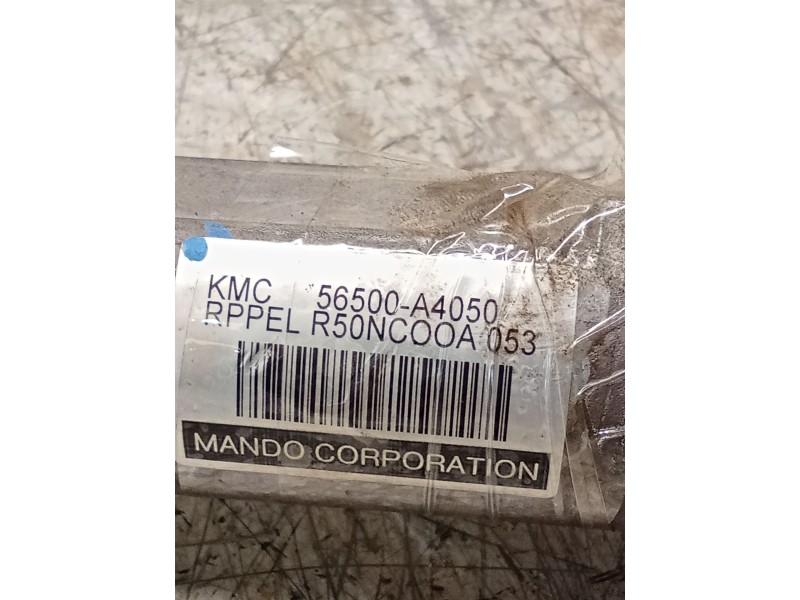 KMC 56500-A4050
RPPEL R50NCOOA 053
MANDO CORPORATION